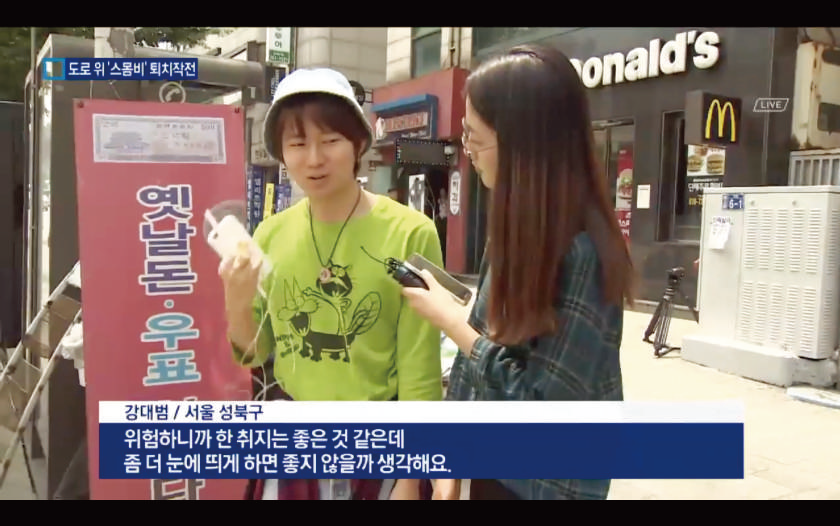 도로 위 '스몸비' 퇴치작전
onald's
LIVE
옛날돈·우표
다
6-1
강대범 / 서울 성북구
위험하니까 한 취지는 좋은 것 같은데
좀 더 눈에 띄게 하면 좋지 않을까 생각해요.